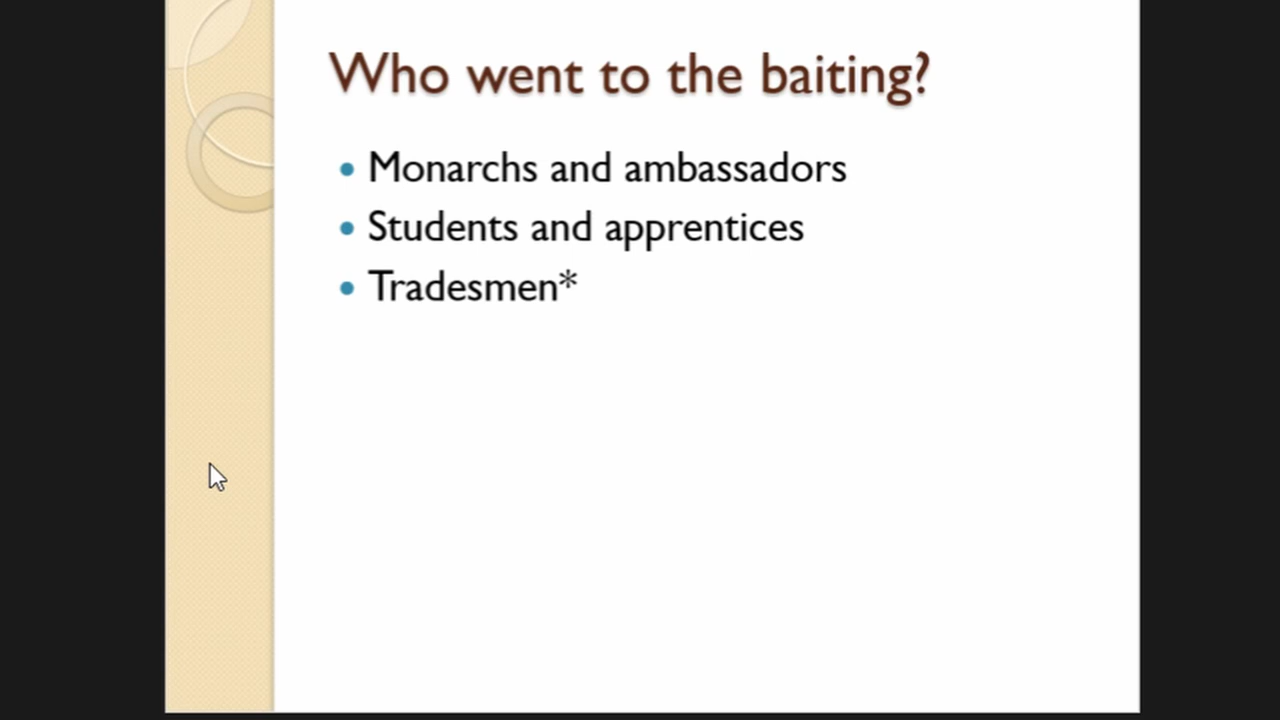 Who went to the baiting?
• Monarchs and ambassadors
• Students and apprentices
• Tradesmen*